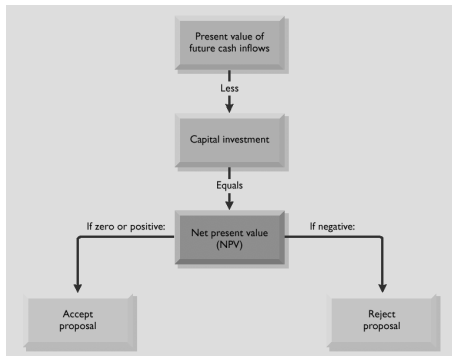 Present value of
future cash inflows
Less
Capital investment
Equals
If zero or positive:
Net present value
(NPV)
If negative:
Accept
proposal
Reject
proposal